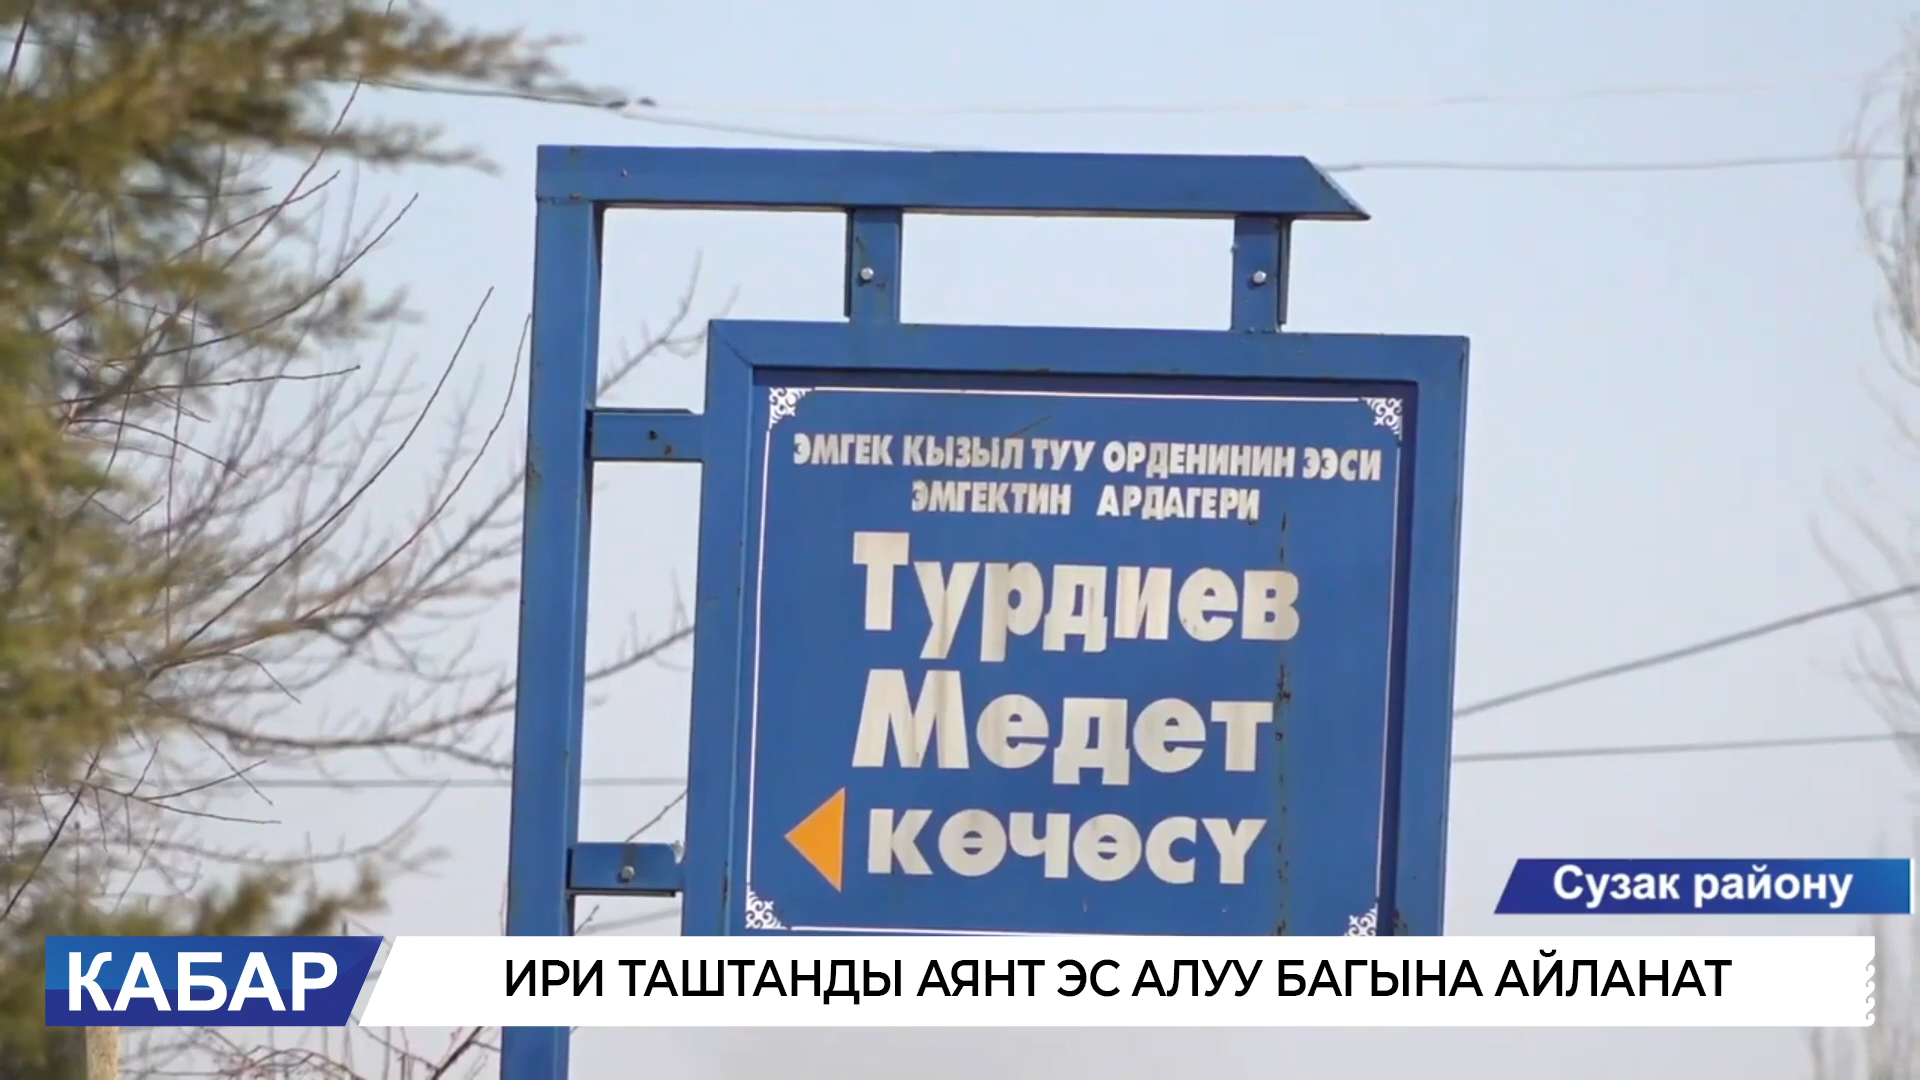 ЭМГЕК КЫЗЫЛ ТУУ ОРДЕНИНИН ЭЭСИ
ЭМГЕКТИН АРДАГЕРИ
Турдиев
Медет
көчөсү
Сузак району
КАБАР
ИРИ ТАШТАНДЫ АЯНТ ЭС АЛУУ БАГЫНА АЙЛАНАТ